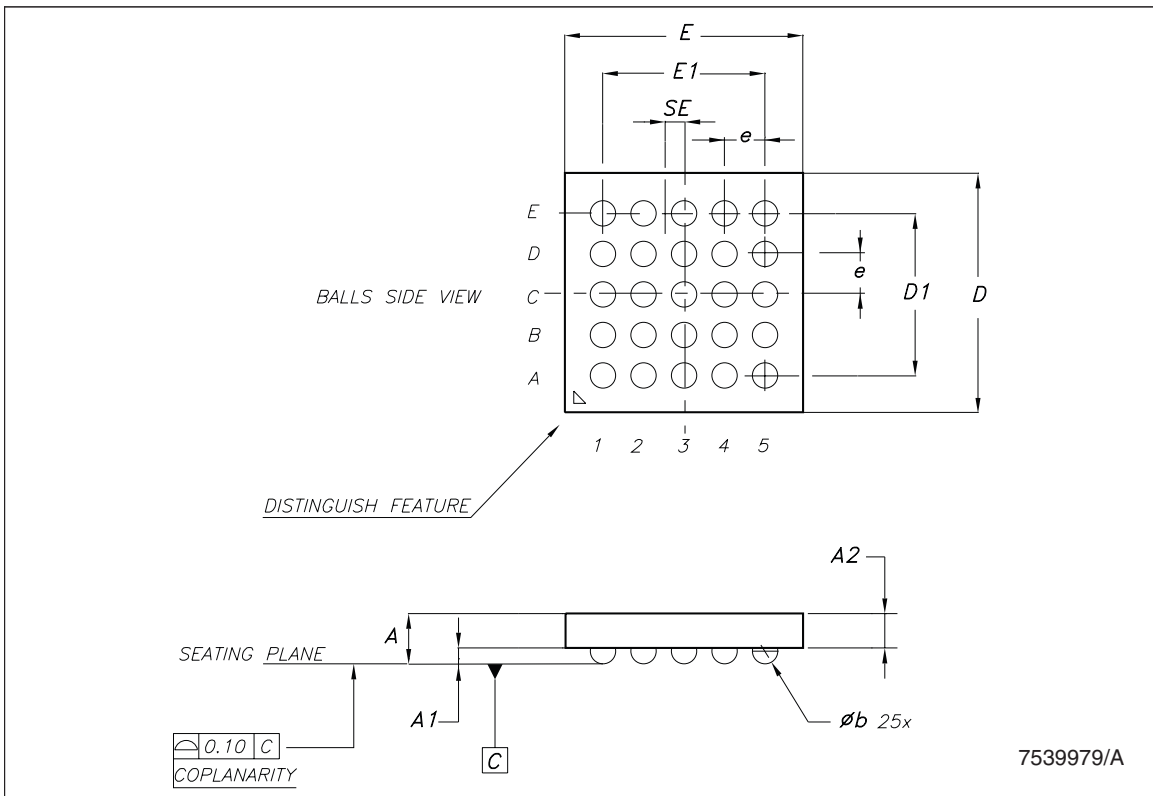 E
E1
SE
e
E
D
BALLS SIDE VIEW
C
B
A
e
D1
D
1 2 3 4 5
DISTINGUISH FEATURE
A2
A
SEATING PLANE
A1
øb 25x
0.10 C
COPLANARITY
C
7539979/A